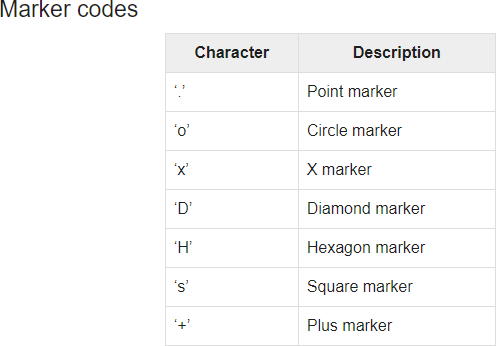 Marker codes
Character Description
‘.’ Point marker
‘o’ Circle marker
‘x’ X marker
‘D’ Diamond marker
‘H’ Hexagon marker
‘s’ Square marker
‘+’ Plus marker